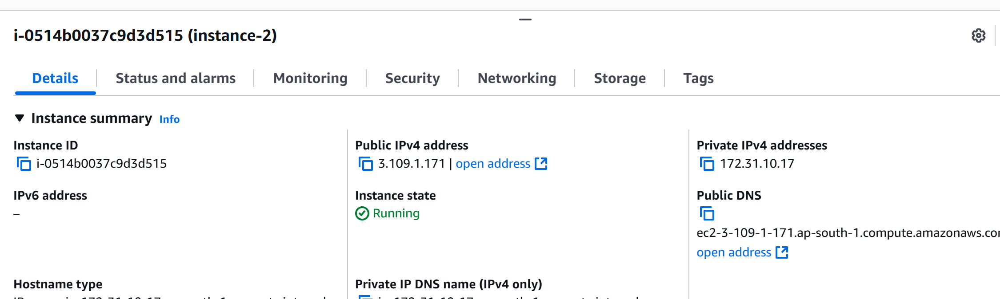 i-0514b0037c9d3d515 (instance-2)
Details
Status and alarms
Monitoring
Security
Networking
Storage
Tags
Instance summary Info
Instance ID
i-0514b0037c9d3d515
Public IPv4 address
3.109.1.171 | open address
Private IPv4 addresses
172.31.10.17
IPv6 address
–
Instance state
Running
Public DNS
ec2-3-109-1-171.ap-south-1.compute.amazonaws.co
open address
Hostname type
Private IP DNS name (IPv4 only)